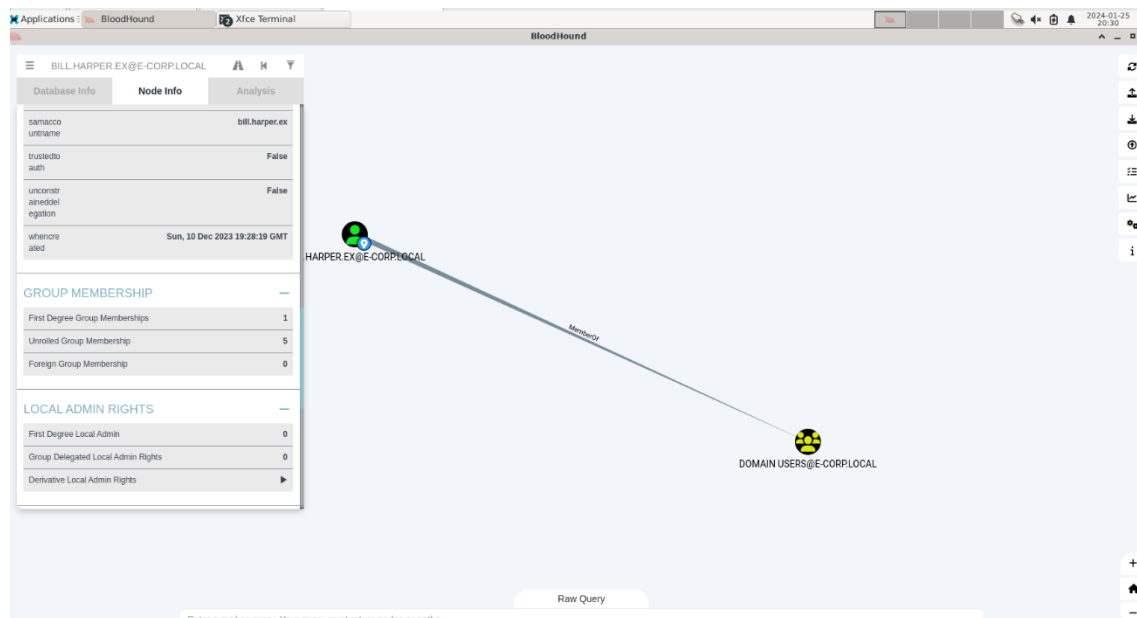 Applications
BloodHound
Xfce Terminal
2024-01-25
20:30
BloodHound
BILL.HARPER.EX@E-CORP.LOCAL
Database Info
Node Info
Analysis
samacco
untname
bill.harper.ex
trustedto
auth
False
unconstr
aineddel
egation
False
whencre
ated
Sun, 10 Dec 2023 19:28:19 GMT
GROUP MEMBERSHIP
First Degree Group Memberships 1
Unrolled Group Membership 5
Foreign Group Membership 0
LOCAL ADMIN RIGHTS
First Degree Local Admin 0
Group Delegated Local Admin Rights 0
Derivative Local Admin Rights
.HARPER.EX@E-CORP.LOCAL
MemberOf
DOMAIN USERS@E-CORP.LOCAL
Raw Query